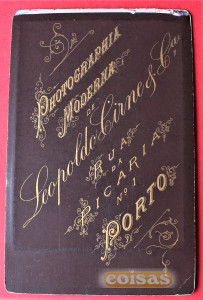 PHOTOGRAPHIA
MODERNA
DE
Leopoldo Cirne & Ca.
RUA
DA
PICARIA
No 1
PORTO
coisas